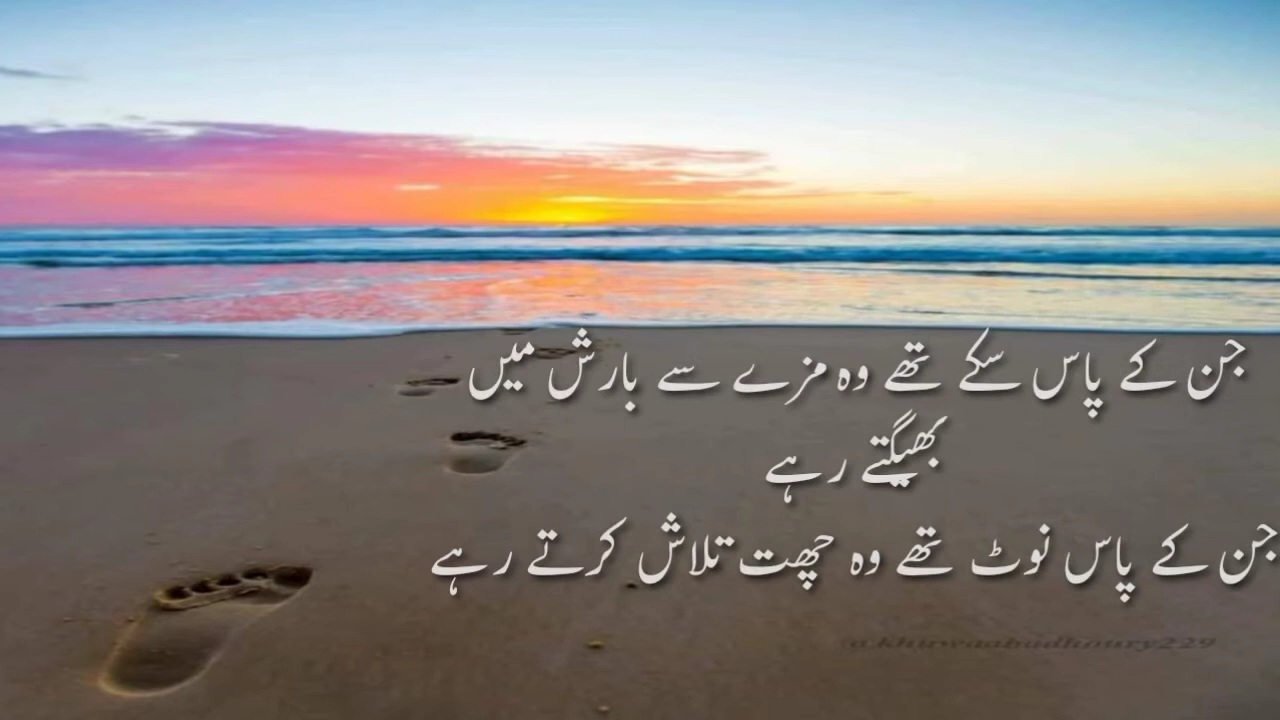 جن کے پاس سکے تھے وہ مزے سے بارش میں
بھیگتے رہے
جن کے پاس نوٹ تھے وہ چھت تلاش کرتے رہے